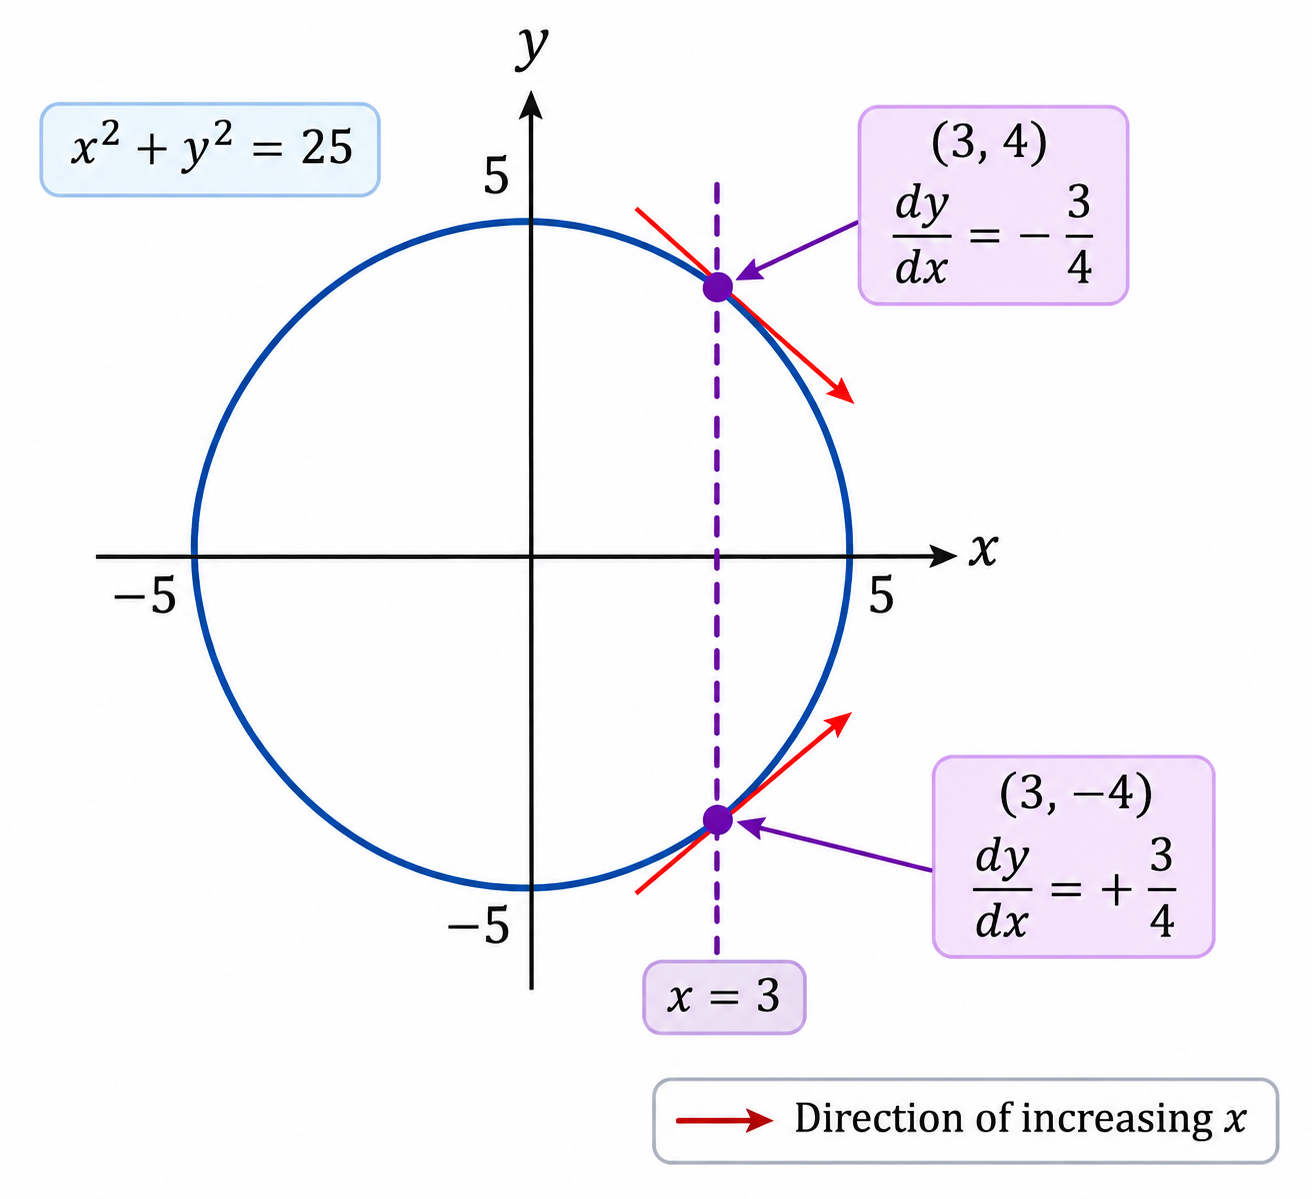 y
x² + y² = 25
5
(3, 4)
dy/dx = − 3/4
x
−5
5
(3, −4)
dy/dx = + 3/4
−5
x = 3
Direction of increasing x